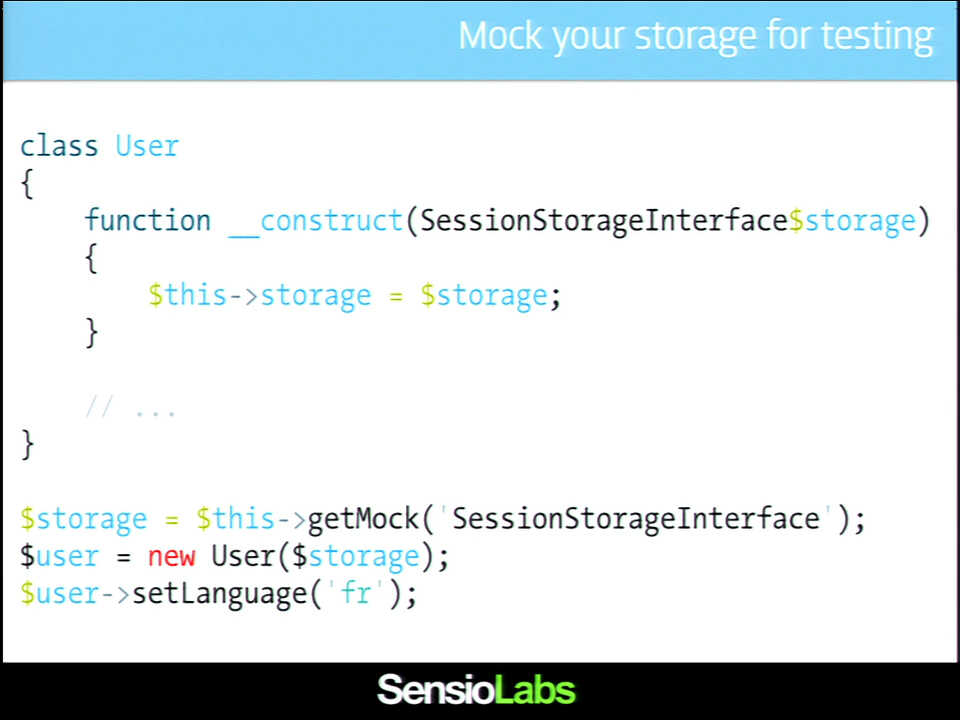 Mock your storage for testing
class User
{
    function __construct(SessionStorageInterface$storage)
    {
        $this->storage = $storage;
    }
    // ...
}
$storage = $this->getMock('SessionStorageInterface');
$user = new User($storage);
$user->setLanguage('fr');
SensioLabs